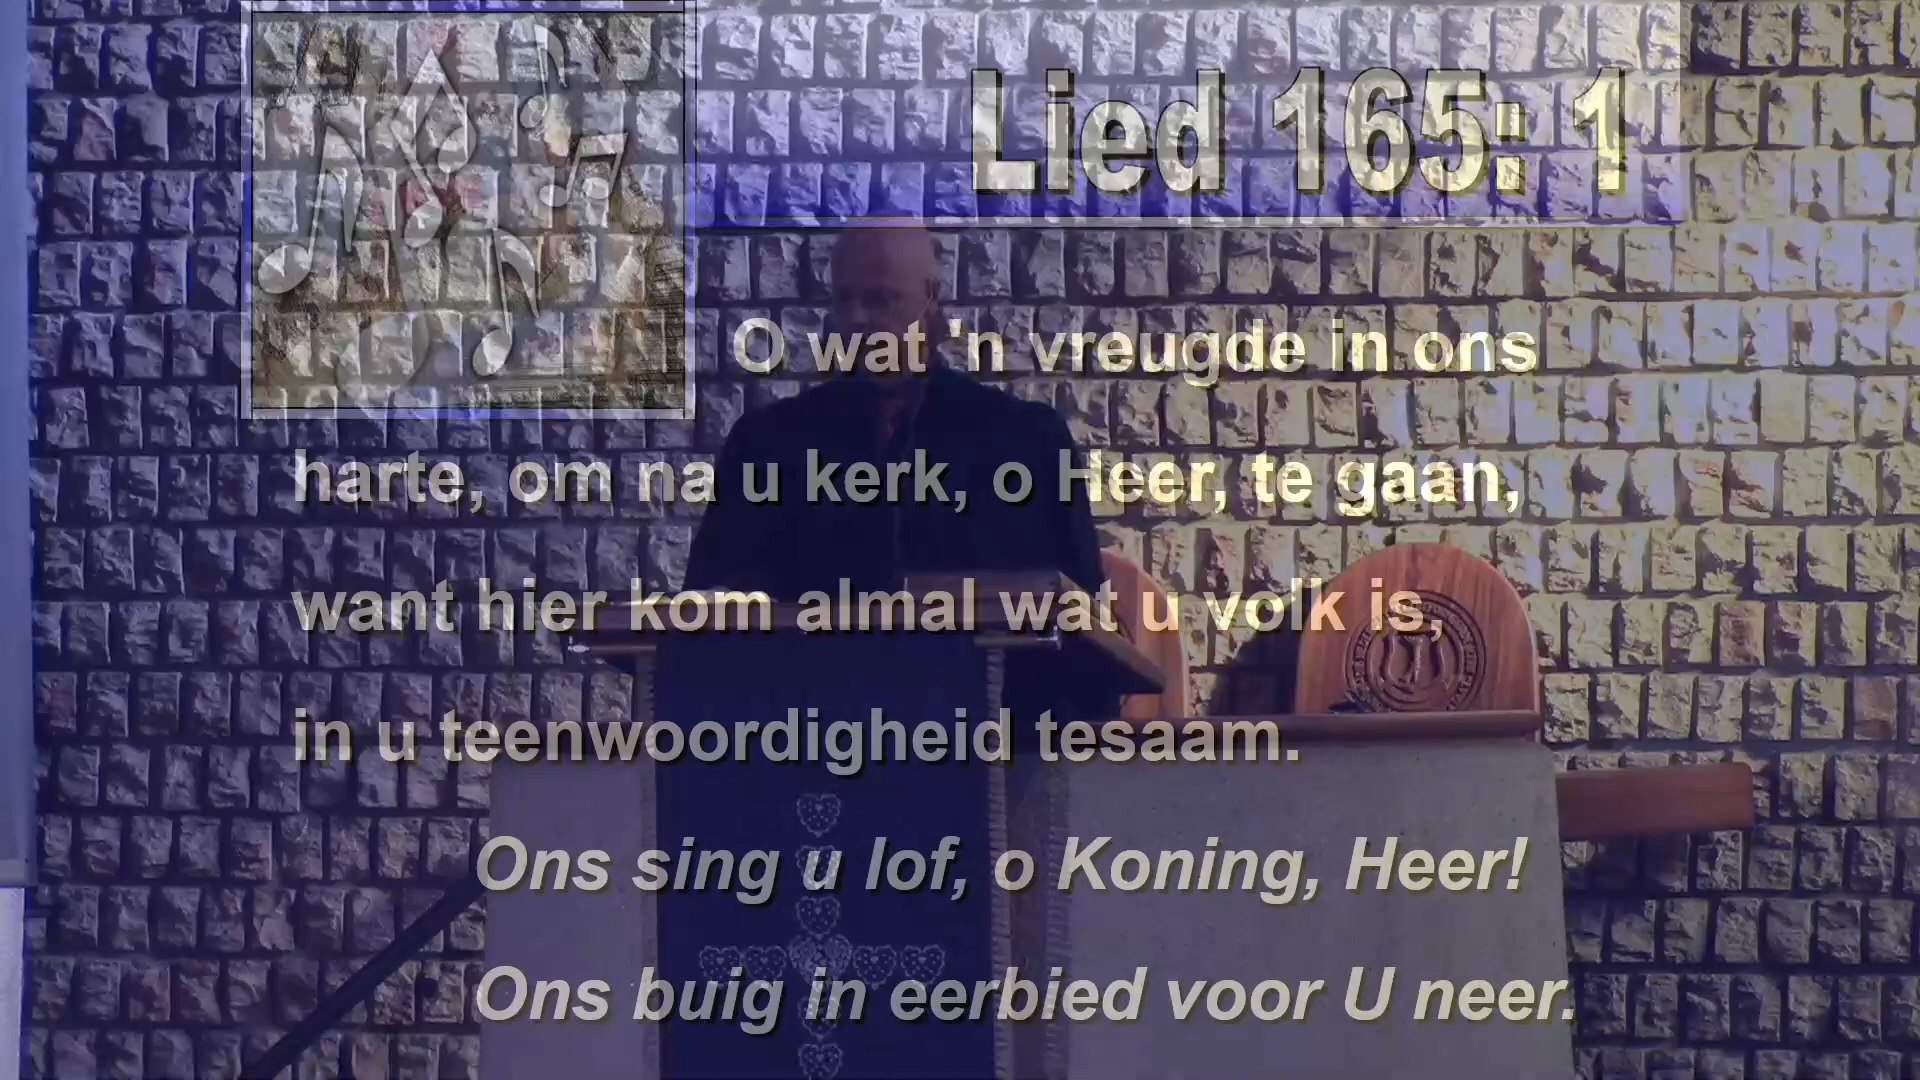 Lied 165: 1
O wat 'n vreugde in ons
harte, om na u kerk, o Heer, te gaan,
want hier kom almal wat u volk is,
in u teenwoordigheid tesaam.
Ons sing u lof, o Koning, Heer!
Ons buig in eerbied voor U neer.